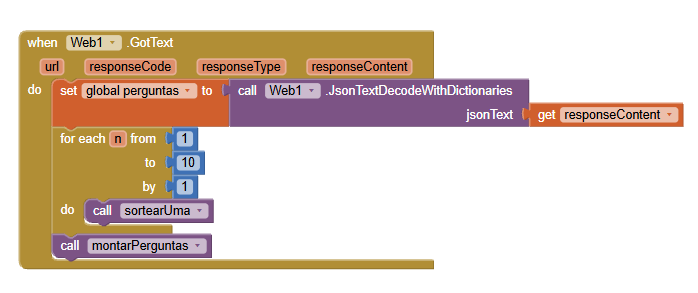 when Web1 .GotText
url responseCode responseType responseContent
do set global perguntas to call Web1 .JsonTextDecodeWithDictionaries
jsonText get responseContent
for each n from 1
to 10
by 1
do call sortearUma
call montarPerguntas